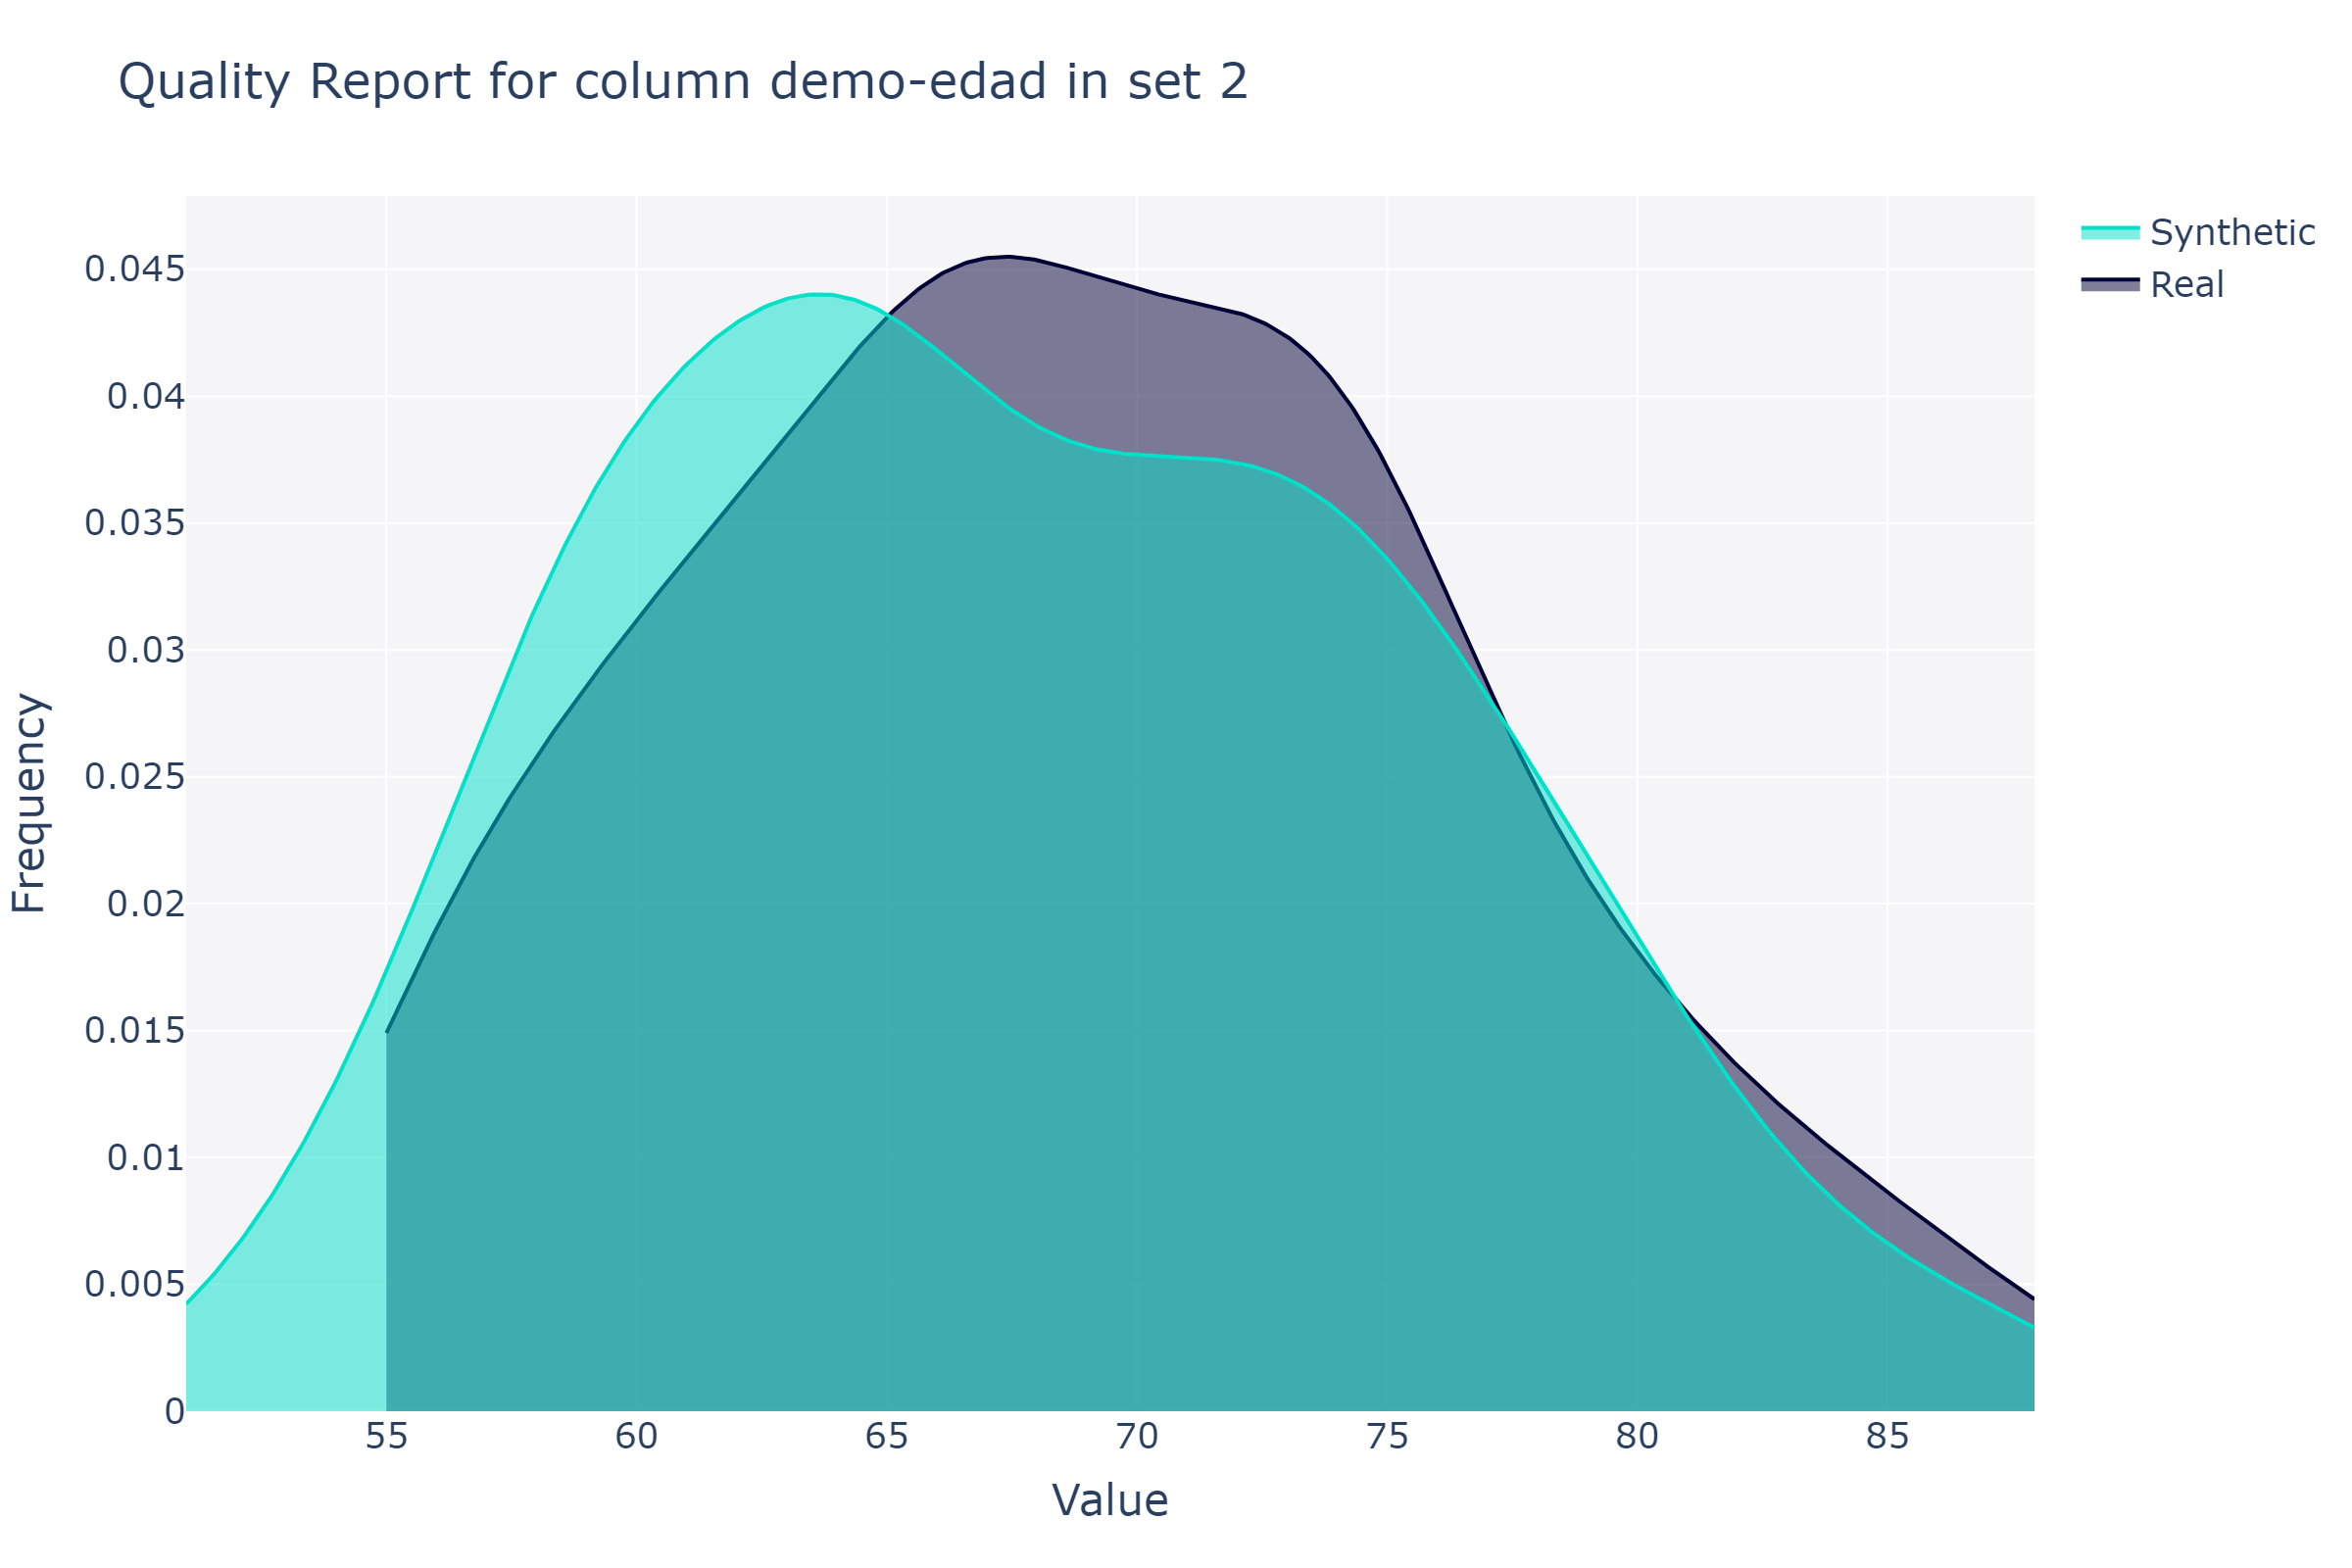 Quality Report for column demo-edad in set 2
Synthetic
Real
0.045
0.04
0.035
0.03
0.025
0.02
0.015
0.01
0.005
0
Frequency
55 60 65 70 75 80 85
Value